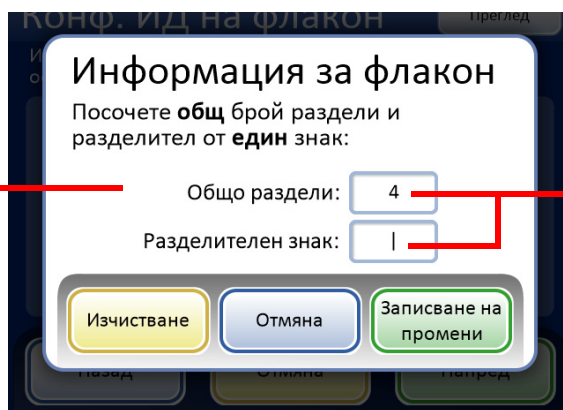 Конф. ИД на флакон
Преглед
Информация за флакон
Посочете общ брой раздели и
разделител от един знак:
Общо раздели: 4
Разделителен знак: |
Изчистване
Отмяна
Записване на
промени
Назад
Отмяна
Напред